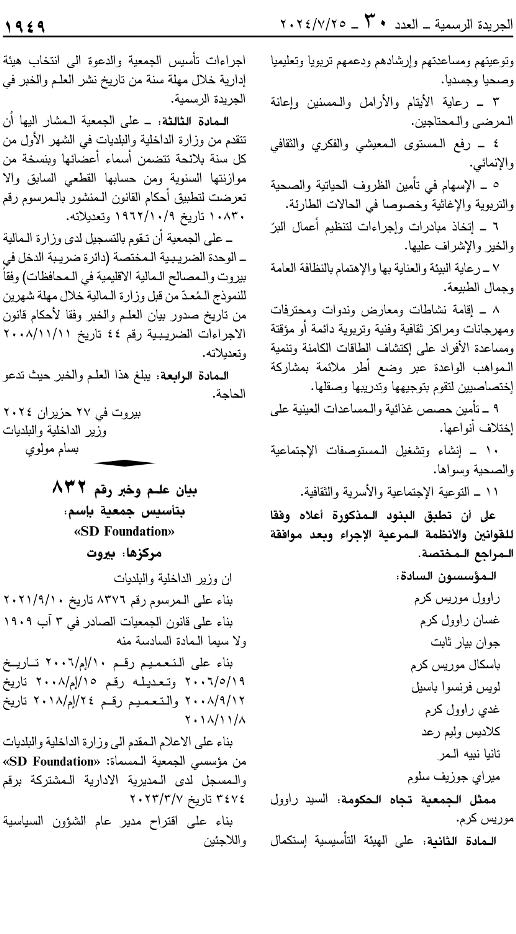 الجريدة الرسمية ــ العدد ٣٠ ــ ٢٠٢٤/٧/٢٥
١٩٤٩
وتوعيتهم ومساعدتهم وإرشادهم ودعمهم تربويا وتعليميا
وصحيا وجسديا.
٣ ــ رعاية الأيتام والأرامل والمسنين وإعانة
المرضى والمحتاجين.
٤ ــ رفع المستوى المعيشي والفكري والثقافي
والإنمائي.
٥ ــ الإسهام في تأمين الظروف الحياتية والصحية
والتربوية والإغاثية وخصوصا في الحالات الطارئة.
٦ ــ إتخاذ مبادرات وإجراءات لتنظيم أعمال البرّ
والخير والإشراف عليها.
٧ ــ رعاية البيئة والعناية بها والإهتمام بالنظافة العامة
وجمال الطبيعة.
٨ ــ إقامة نشاطات ومعارض وندوات ومحترفات
ومهرجانات ومراكز ثقافية وفنية وتربوية دائمة أو مؤقتة
ومساعدة الأفراد على إكتشاف الطاقات الكامنة وتنمية
المواهب الواعدة عبر وضع أطر ملائمة بمشاركة
إختصاصيين لتقوم بتوجيهها وتدريبها وصقلها.
٩ ــ تأمين حصص غذائية والمساعدات العينية على
إختلاف أنواعها.
١٠ ــ إنشاء وتشغيل المستوصفات الإجتماعية
والصحية وسواها.
١١ ــ التوعية الإجتماعية والأسرية والثقافية.
على أن تطبق البنود المذكورة أعلاه وفقا
للقوانين والأنظمة المرعية الإجراء وبعد موافقة
المراجع المختصة.
المؤسسون السادة:
راوول موريس كرم
غسان راوول كرم
جوان بيار ثابت
باسكال موريس كرم
لويس فرنسوا باسيل
غدي راوول كرم
كلاديس وليم رعد
تانيا نبيه المر
ميراي جوزيف سلوم
ممثل الجمعية تجاه الحكومة: السيد راوول
موريس كرم.
المادة الثانية: على الهيئة التأسيسية إستكمال
اجراءات تأسيس الجمعية والدعوة الى انتخاب هيئة
إدارية خلال مهلة سنة من تاريخ نشر العلم والخبر في
الجريدة الرسمية.
المادة الثالثة: ــ على الجمعية المشار اليها أن
تتقدم من وزارة الداخلية والبلديات في الشهر الأول من
كل سنة بلائحة تتضمن أسماء أعضائها وبنسخة من
موازنتها السنوية ومن حسابها القطعي السابق والا
تعرضت لتطبيق أحكام القانون المنشور بالمرسوم رقم
١٠٨٣٠ تاريخ ١٩٦٢/١٠/٩ وتعديلاته.
ــ على الجمعية أن تقوم بالتسجيل لدى وزارة المالية
ــ الوحدة الضريبية المختصة (دائرة ضريبة الدخل في
بيروت والمصالح المالية الاقليمية في المحافظات) وفقاً
للنموذج المُعدّ من قبل وزارة المالية خلال مهلة شهرين
من تاريخ صدور بيان العلم والخبر وفقا لأحكام قانون
الاجراءات الضريبية رقم ٤٤ تاريخ ٢٠٠٨/١١/١١
وتعديلاته.
المادة الرابعة: يبلغ هذا العلم والخبر حيث تدعو
الحاجة.
بيروت في ٢٧ حزيران ٢٠٢٤
وزير الداخلية والبلديات
بسام مولوي
بيان علم وخبر رقم ٨٣٢
بتأسيس جمعية بإسم:
«SD Foundation»
مركزها: بيروت
ان وزير الداخلية والبلديات
بناء على المرسوم رقم ٨٣٧٦ تاريخ ٢٠٢١/٩/١٠
بناء على قانون الجمعيات الصادر في ٣ آب ١٩٠٩
ولا سيما المادة السادسة منه
بناء على التعميم رقم ١٠/إم/٢٠٠٦ تاريخ
٢٠٠٦/٥/١٩ وتعديله رقم ١٥/إم/٢٠٠٨ تاريخ
٢٠٠٨/٩/١٢ والتعميم رقم ٢٤/إم/٢٠١٨ تاريخ
٢٠١٨/١١/٨
بناء على الاعلام المقدم الى وزارة الداخلية والبلديات
من مؤسسي الجمعية المسماة: «SD Foundation»
والمسجل لدى المديرية الادارية المشتركة برقم
٣٤٧٤ تاريخ ٢٠٢٣/٣/٧
بناء على اقتراح مدير عام الشؤون السياسية
واللاجئين